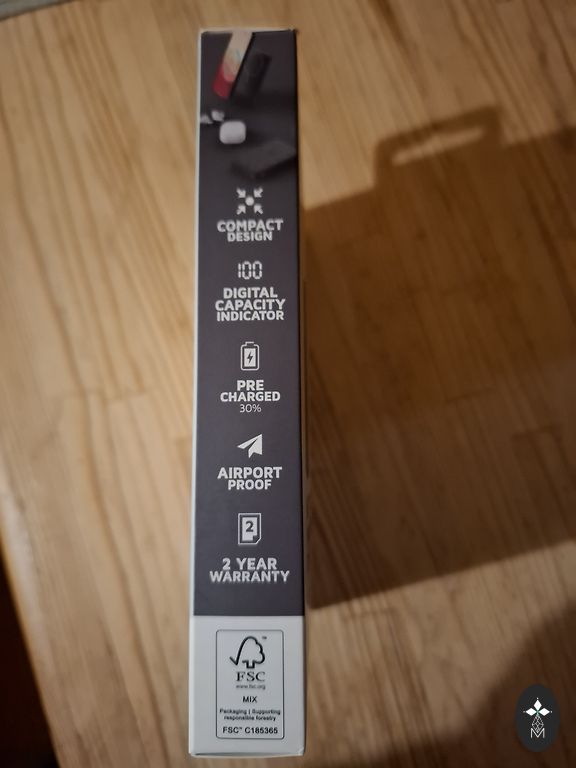 COMPACT
DESIGN
100
DIGITAL
CAPACITY
INDICATOR
PRE
CHARGED
30%
AIRPORT
PROOF
2
2 YEAR
WARRANTY
FSC
www.fsc.org
MIX
Packaging | Supporting
responsible forestry
FSC™ C185365
M